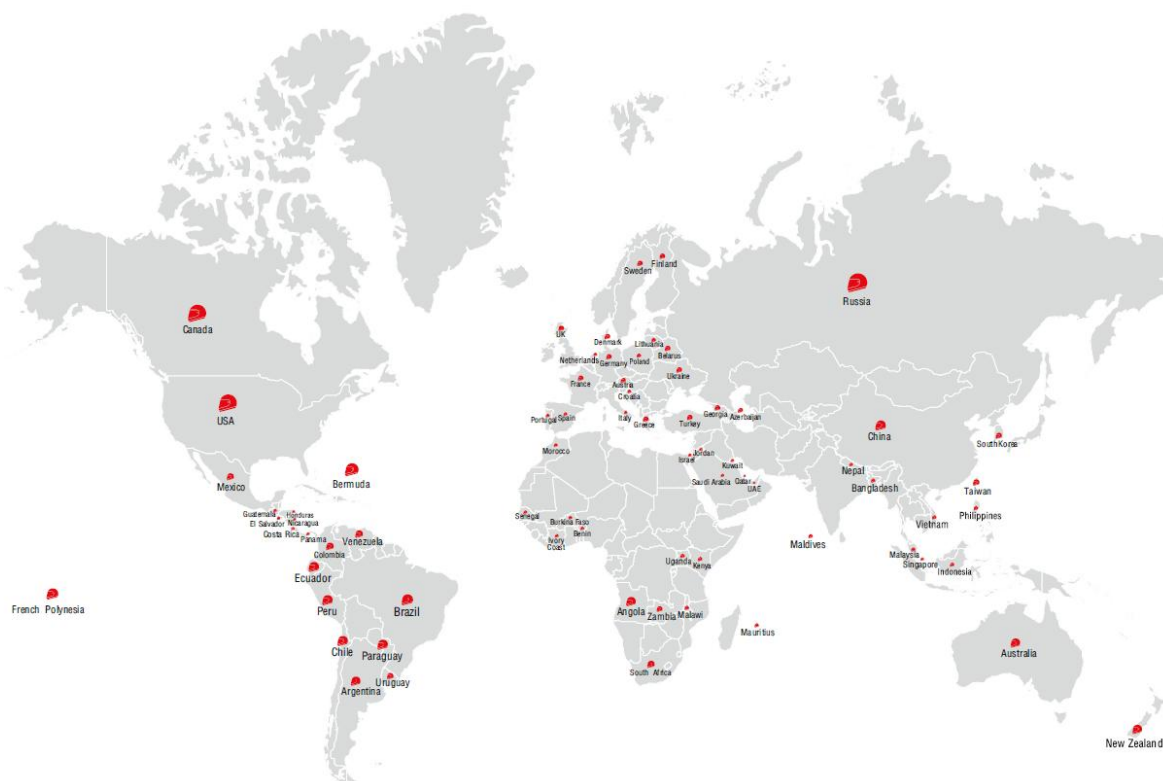 Finland
Sweden
Russia
Canada
UK
Denmark
Lithuania
Belarus
Netherlands
Germany
Poland
Ukraine
France
Austria
Croatia
USA
Portugal
Spain
Italy
Greece
Turkey
Georgia
Azerbaijan
China
South Korea
Morocco
Israel
Jordan
Kuwait
Nepal
Bermuda
Mexico
Saudi Arabia
Qatar
UAE
Bangladesh
Taiwan
Guatemala
Honduras
El Salvador
Nicaragua
Costa Rica
Panama
Venezuela
Colombia
Senegal
Burkina Faso
Benin
Ivory
Coast
Philippines
Vietnam
Maldives
Malaysia
Singapore
Indonesia
Uganda
Kenya
Ecuador
French Polynesia
Peru
Brazil
Angola
Zambia
Malawi
Mauritius
Chile
Paraguay
Australia
South Africa
Uruguay
Argentina
New Zealand